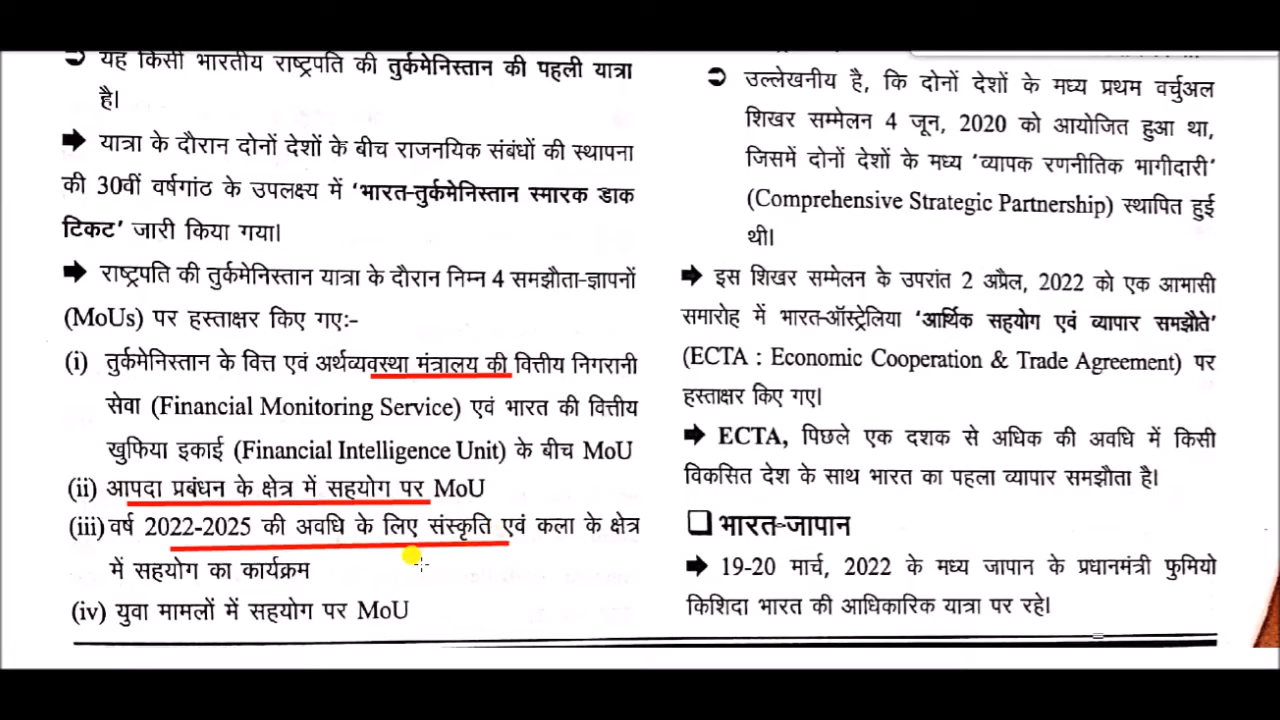 यह किसी भारतीय राष्ट्रपति की तुर्कमेनिस्तान की पहली यात्रा
है।
यात्रा के दौरान दोनों देशों के बीच राजनयिक संबंधों की स्थापना
की 30वीं वर्षगांठ के उपलक्ष्य में 'भारत-तुर्कमेनिस्तान स्मारक डाक
टिकट' जारी किया गया।
राष्ट्रपति की तुर्कमेनिस्तान यात्रा के दौरान निम्न 4 समझौता-ज्ञापनों
(MoUs) पर हस्ताक्षर किए गए:-
(i) तुर्कमेनिस्तान के वित्त एवं अर्थव्यवस्था मंत्रालय की वित्तीय निगरानी
सेवा (Financial Monitoring Service) एवं भारत की वित्तीय
खुफिया इकाई (Financial Intelligence Unit) के बीच MoU
(ii) आपदा प्रबंधन के क्षेत्र में सहयोग पर MoU
(iii) वर्ष 2022-2025 की अवधि के लिए संस्कृति एवं कला के क्षेत्र
में सहयोग का कार्यक्रम
(iv) युवा मामलों में सहयोग पर MoU
उल्लेखनीय है, कि दोनों देशों के मध्य प्रथम वर्चुअल
शिखर सम्मेलन 4 जून, 2020 को आयोजित हुआ था,
जिसमें दोनों देशों के मध्य 'व्यापक रणनीतिक भागीदारी'
(Comprehensive Strategic Partnership) स्थापित हुई
थी।
इस शिखर सम्मेलन के उपरांत 2 अप्रैल, 2022 को एक आभासी
समारोह में भारत-ऑस्ट्रेलिया 'आर्थिक सहयोग एवं व्यापार समझौते'
(ECTA : Economic Cooperation & Trade Agreement) पर
हस्ताक्षर किए गए।
ECTA, पिछले एक दशक से अधिक की अवधि में किसी
विकसित देश के साथ भारत का पहला व्यापार समझौता है।
भारत-जापान
19-20 मार्च, 2022 के मध्य जापान के प्रधानमंत्री फुमियो
किशिदा भारत की आधिकारिक यात्रा पर रहे।